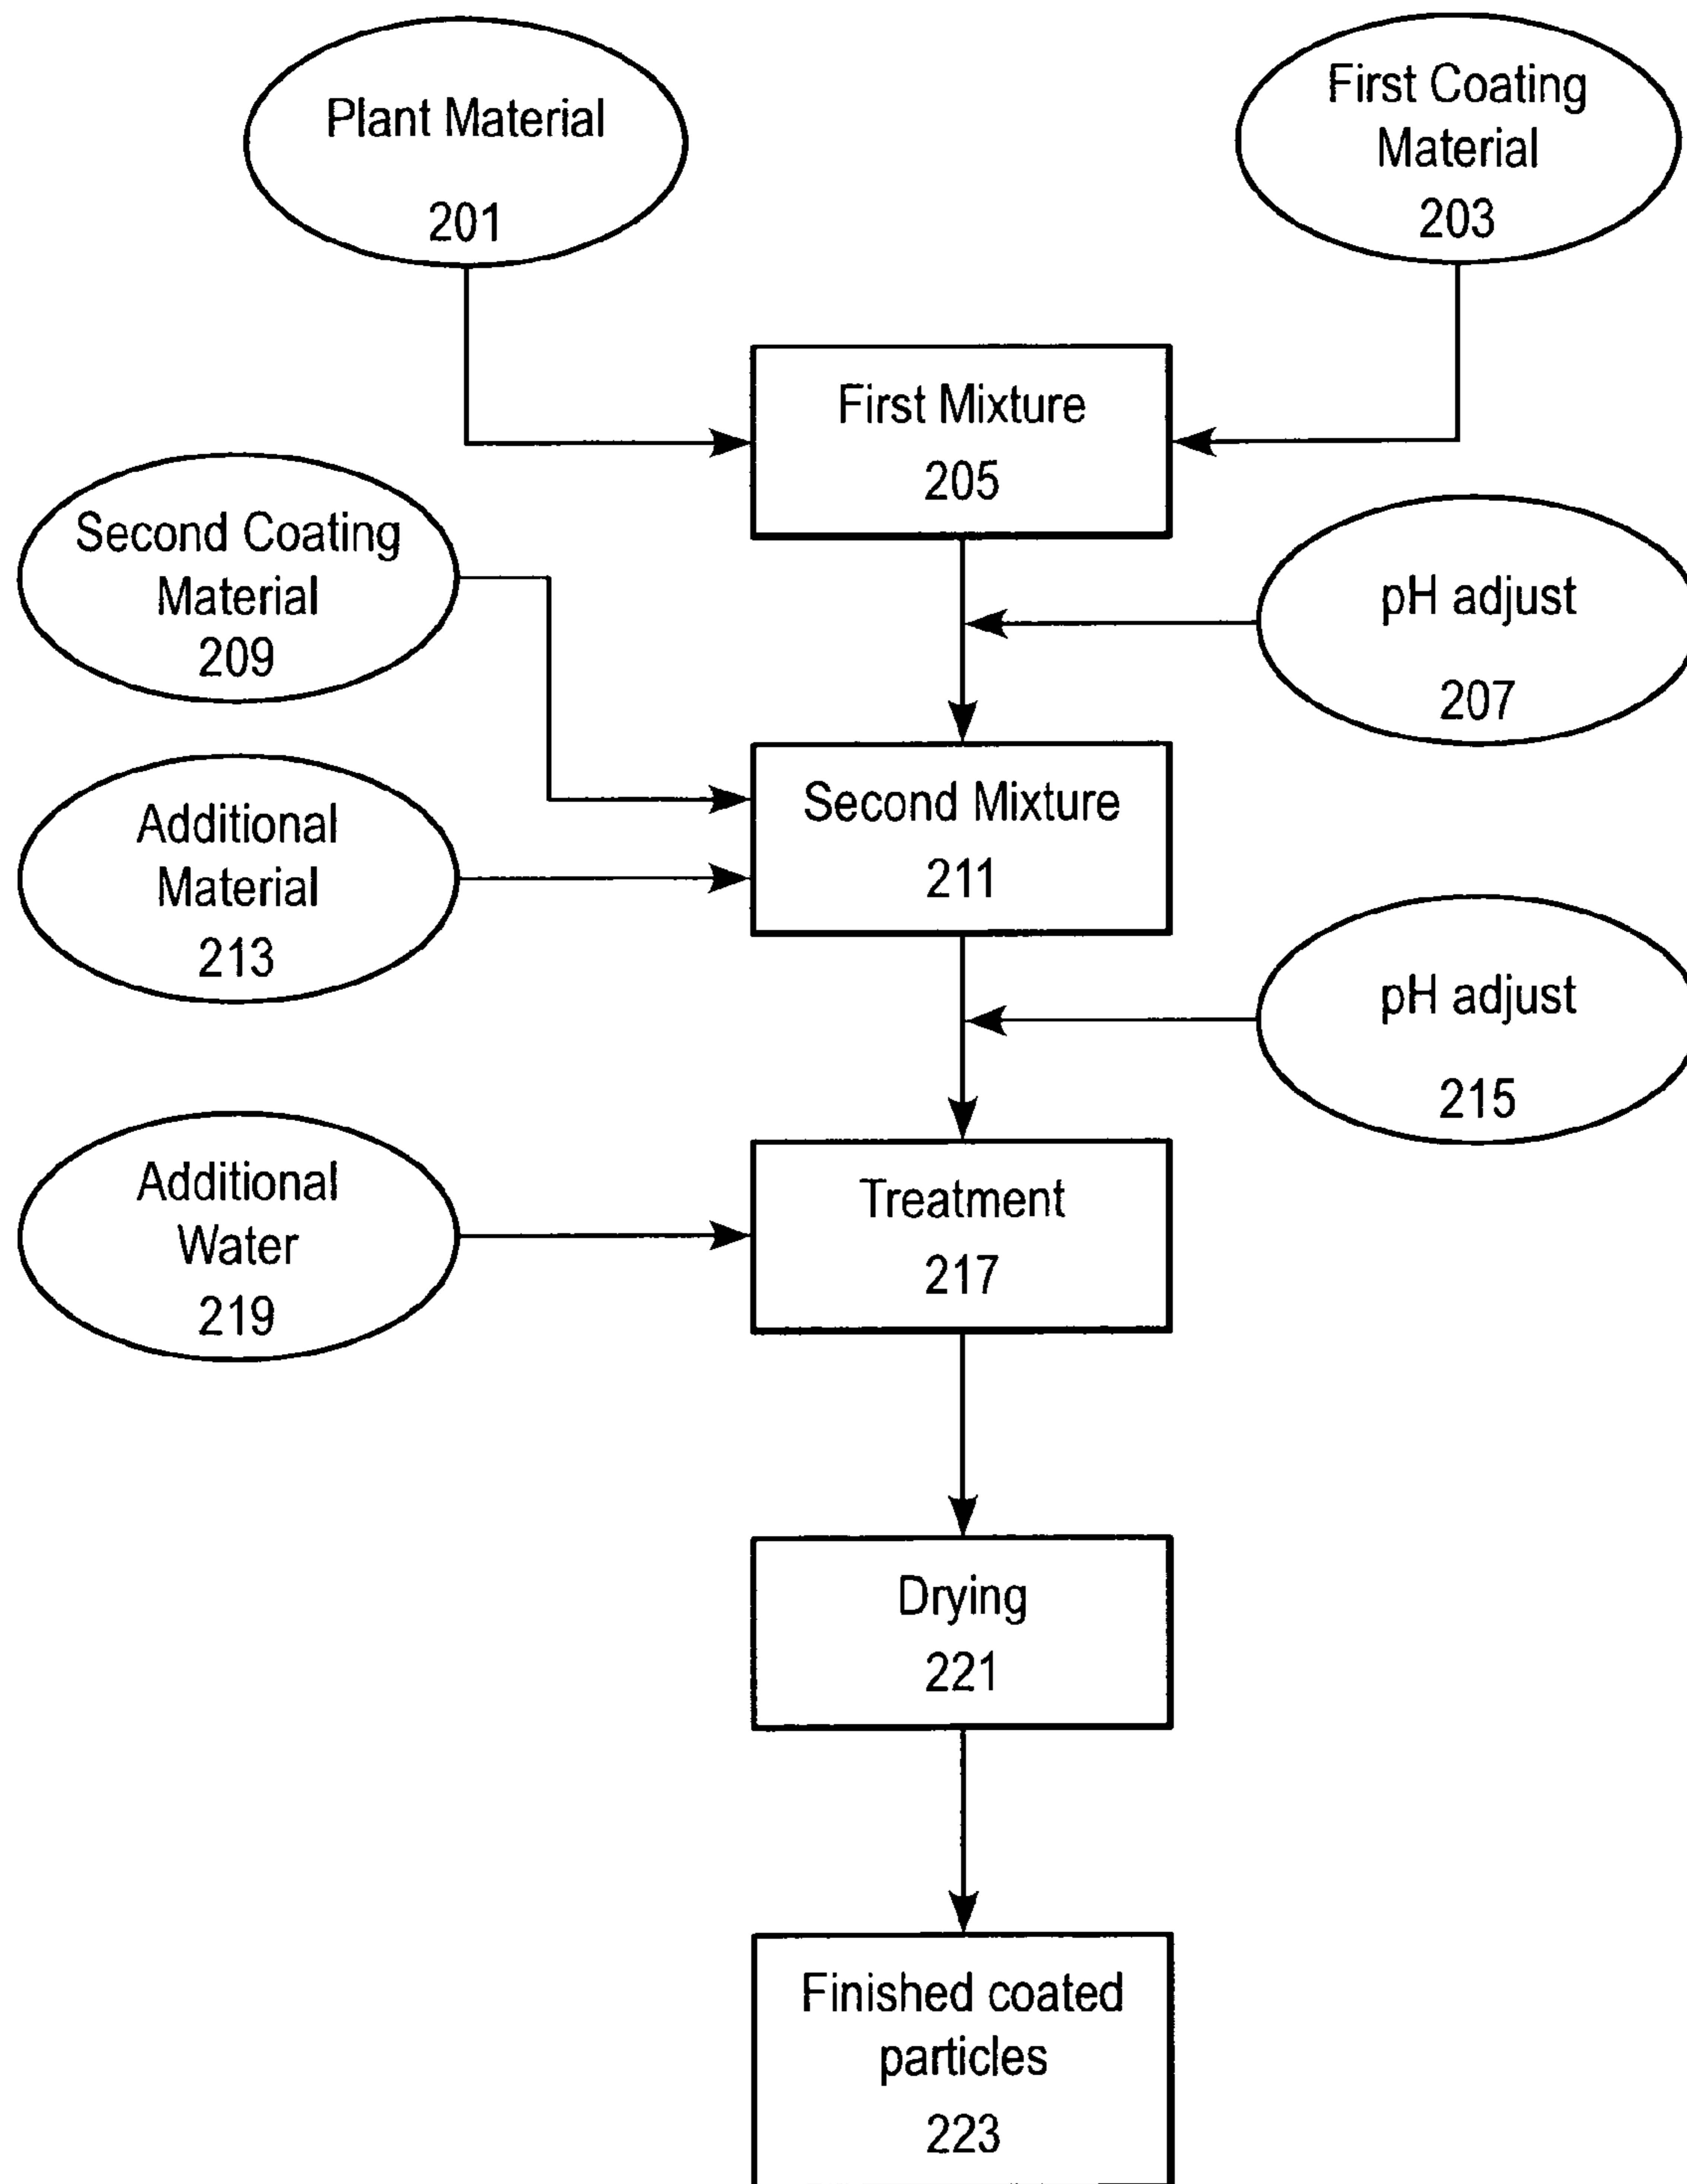 Plant Material
201
First Coating
Material
203
First Mixture
205
pH adjust
207
Second Coating
Material
209
Second Mixture
211
Additional
Material
213
pH adjust
215
Treatment
217
Additional
Water
219
Drying
221
Finished coated
particles
223